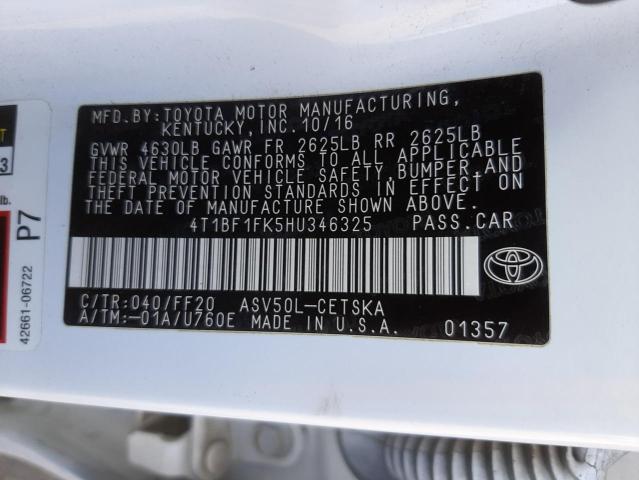 MFD.BY:TOYOTA MOTOR MANUFACTURING,
KENTUCKY, INC.10/16
GVWR 4630LB GAWR FR 2625LB RR 2625LB
THIS VEHICLE CONFORMS TO ALL APPLICABLE
FEDERAL MOTOR VEHICLE SAFETY,BUMPER,AND
THEFT PREVENTION STANDARDS IN EFFECT ON
THE DATE OF MANUFACTURE SHOWN ABOVE.
4T1BF1FK5HU346325 PASS.CAR
C/TR:040/FF20 ASV50L-CETSKA
A/TM:-01A/U760E MADE IN U.S.A. 01357
3
lb.
P7
42661-06722